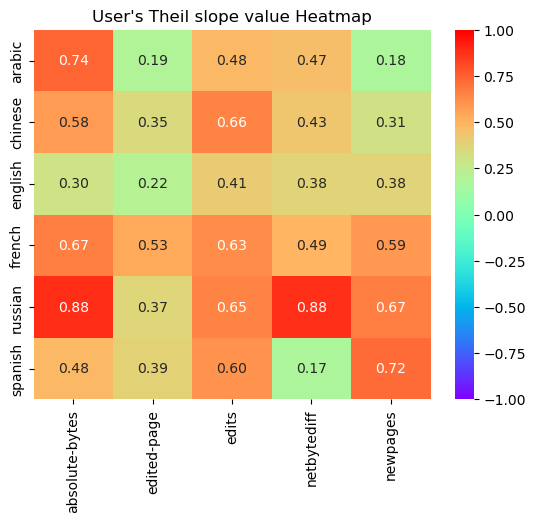 User's Theil slope value Heatmap
arabic 0.74 0.19 0.48 0.47 0.18
chinese 0.58 0.35 0.66 0.43 0.31
english 0.30 0.22 0.41 0.38 0.38
french 0.67 0.53 0.63 0.49 0.59
russian 0.88 0.37 0.65 0.88 0.67
spanish 0.48 0.39 0.60 0.17 0.72
absolute-bytes
edited-page
edits
netbytediff
newpages
1.00
0.75
0.50
0.25
0.00
−0.25
−0.50
−0.75
−1.00